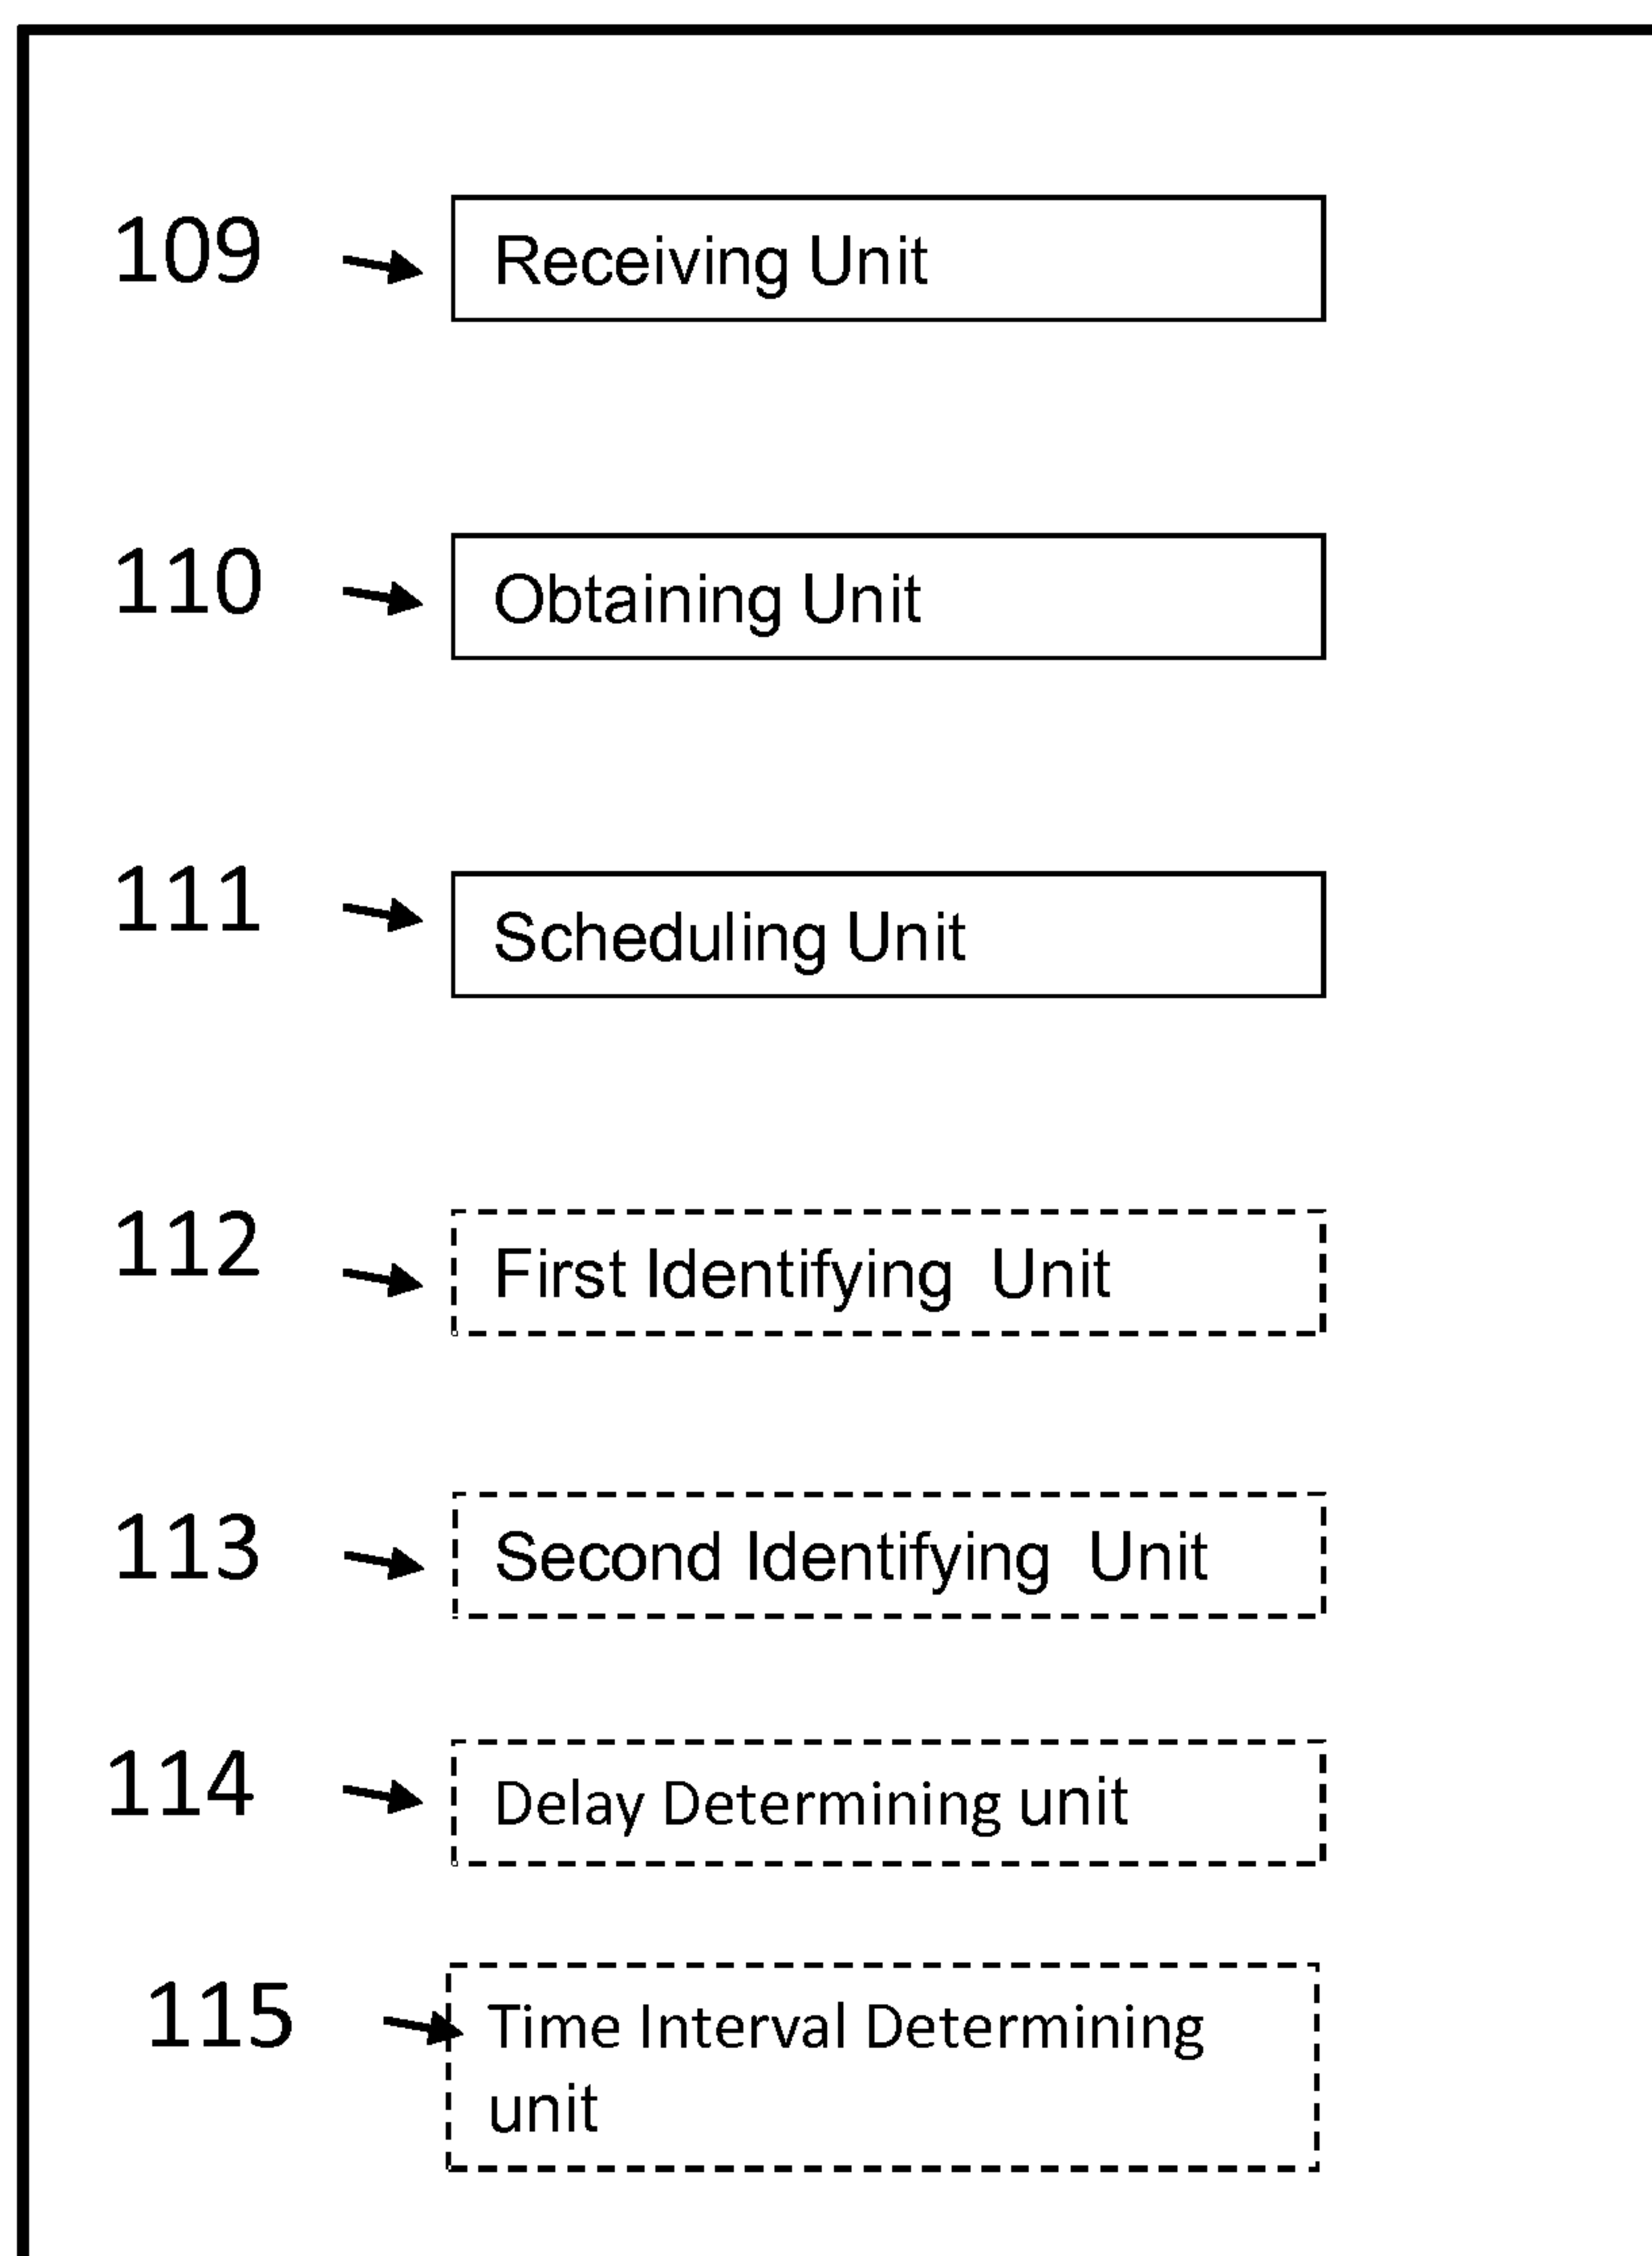 109 Receiving Unit
110 Obtaining Unit
111 Scheduling Unit
112 First Identifying Unit
113 Second Identifying Unit
114 Delay Determining unit
115 Time Interval Determining
unit